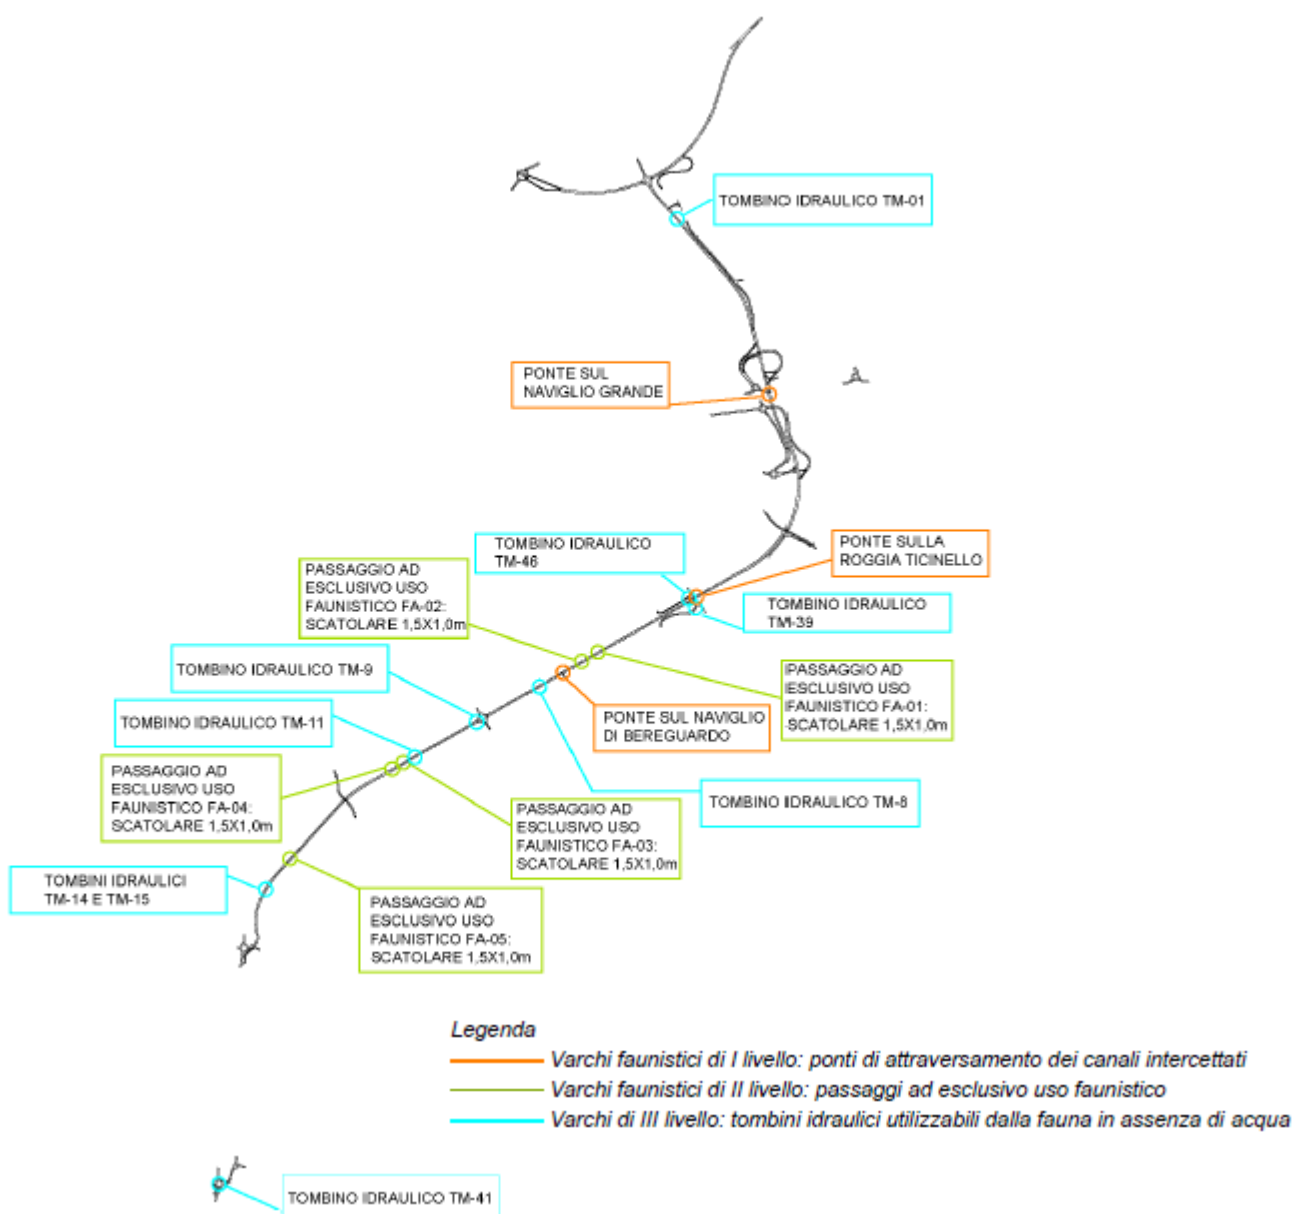 TOMBINO IDRAULICO TM-01
PONTE SUL
NAVIGLIO GRANDE
TOMBINO IDRAULICO
TM-46
PONTE SULLA
ROGGIA TICINELLO
PASSAGGIO AD
ESCLUSIVO USO
FAUNISTICO FA-02:
SCATOLARE 1,5X1,0m
TOMBINO IDRAULICO
TM-39
TOMBINO IDRAULICO TM-9
PASSAGGIO AD
ESCLUSIVO USO
FAUNISTICO FA-01:
SCATOLARE 1,5X1,0m
TOMBINO IDRAULICO TM-11
PONTE SUL NAVIGLIO
DI BEREGUARDO
PASSAGGIO AD
ESCLUSIVO USO
FAUNISTICO FA-04:
SCATOLARE 1,5X1,0m
TOMBINO IDRAULICO TM-8
PASSAGGIO AD
ESCLUSIVO USO
FAUNISTICO FA-03:
SCATOLARE 1,5X1,0m
TOMBINI IDRAULICI
TM-14 E TM-15
PASSAGGIO AD
ESCLUSIVO USO
FAUNISTICO FA-05:
SCATOLARE 1,5X1,0m
Legenda
Varchi faunistici di I livello: ponti di attraversamento dei canali intercettati
Varchi faunistici di II livello: passaggi ad esclusivo uso faunistico
Varchi di III livello: tombini idraulici utilizzabili dalla fauna in assenza di acqua
TOMBINO IDRAULICO TM-41